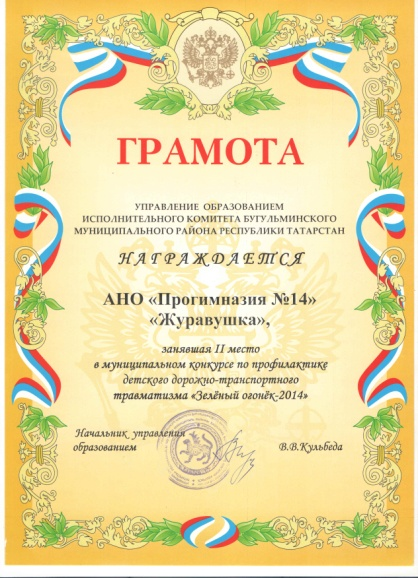 ГРАМОТА
УПРАВЛЕНИЕ ОБРАЗОВАНИЕМ
ИСПОЛНИТЕЛЬНОГО КОМИТЕТА БУГУЛЬМИНСКОГО
МУНИЦИПАЛЬНОГО РАЙОНА РЕСПУБЛИКИ ТАТАРСТАН
НАГРАЖДАЕТСЯ
АНО «Прогимназия №14»
«Журавушка»,
занявшая II место
в муниципальном конкурсе по профилактике
детского дорожно-транспортного
травматизма «Зелёный огонёк-2014»
Начальник управления
образованием В.В.Кульбеда